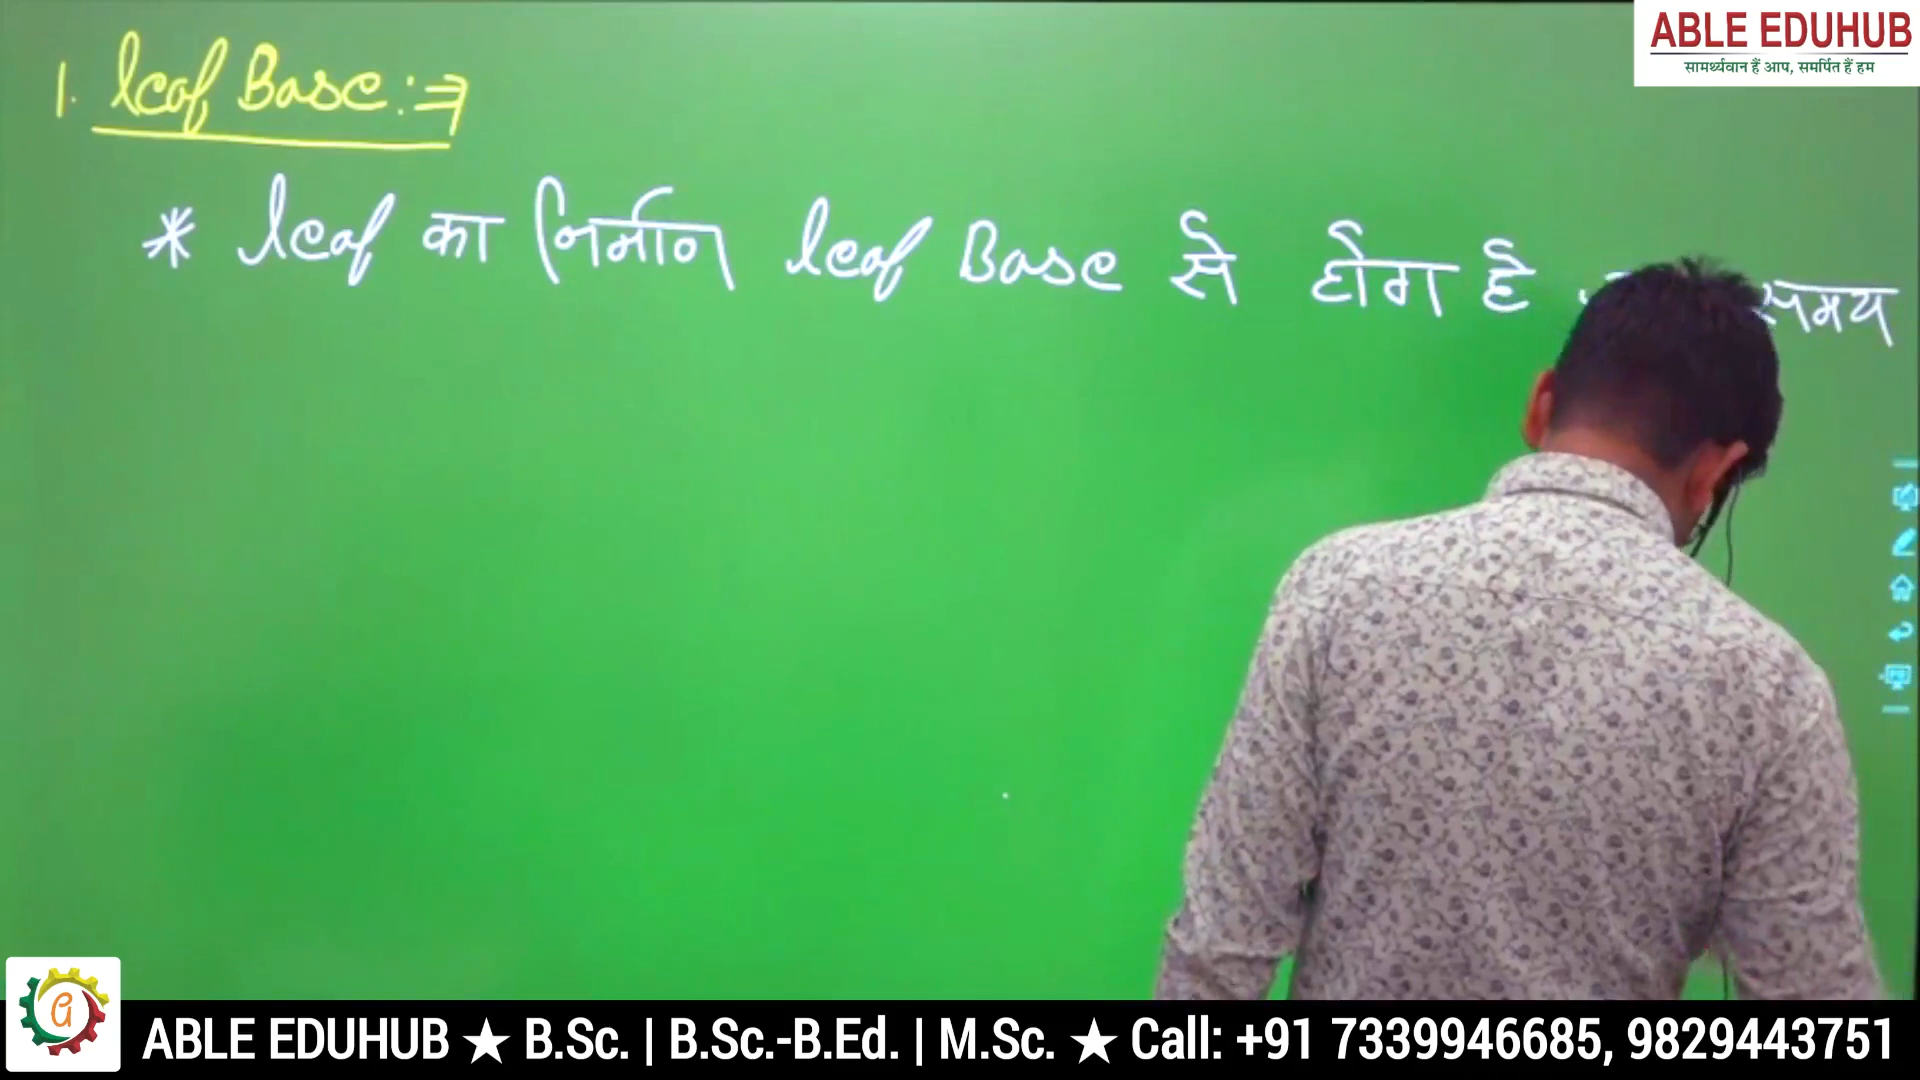 ABLE EDUHUB
सामर्थ्यवान हैं आप, समर्पित हैं हम
1. leaf Base :⇒
* leaf का निर्माण leaf Base से होगा है समय
ABLE EDUHUB ★ B.Sc. | B.Sc.-B.Ed. | M.Sc. ★ Call: +91 7339946685, 9829443751